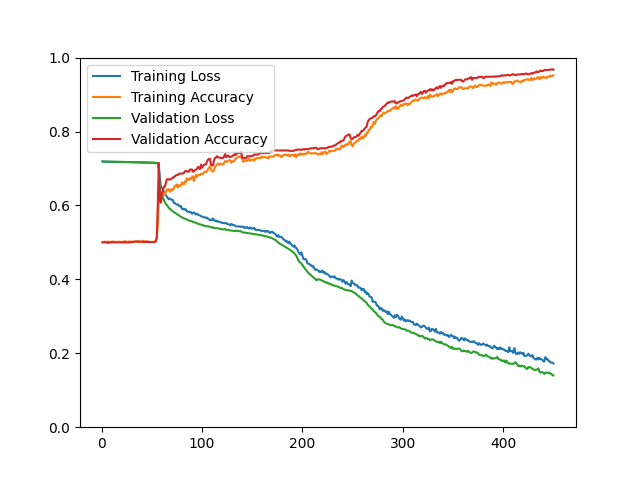 1.0
0.8
0.6
0.4
0.2
0.0
0 100 200 300 400
Training Loss
Training Accuracy
Validation Loss
Validation Accuracy